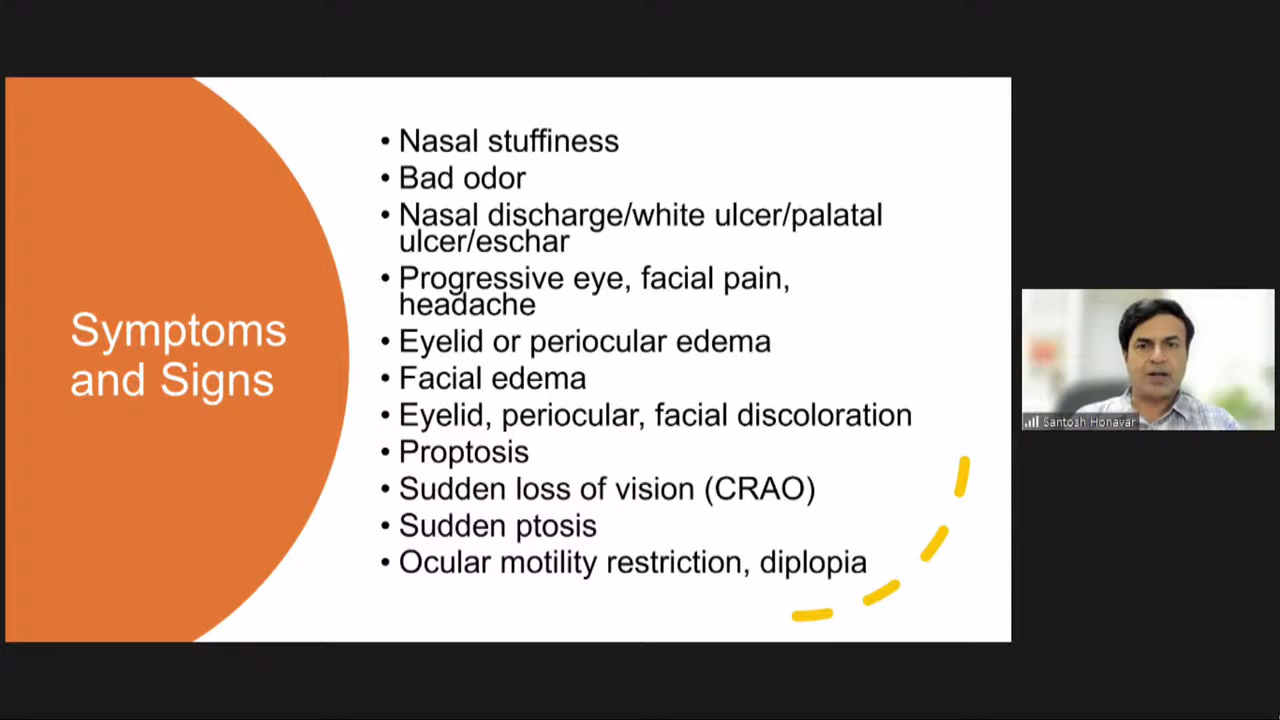 Symptoms
and Signs
• Nasal stuffiness
• Bad odor
• Nasal discharge/white ulcer/palatal
ulcer/eschar
• Progressive eye, facial pain,
headache
• Eyelid or periocular edema
• Facial edema
• Eyelid, periocular, facial discoloration
• Proptosis
• Sudden loss of vision (CRAO)
• Sudden ptosis
• Ocular motility restriction, diplopia
Santosh Honavar